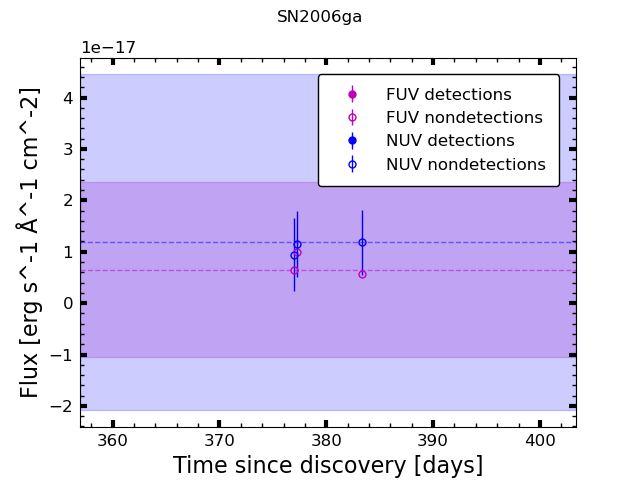 SN2006ga
1e−17
FUV detections
FUV nondetections
NUV detections
NUV nondetections
4
3
2
1
0
−1
−2
Flux [erg s^-1 Å^-1 cm^-2]
360
370
380
390
400
Time since discovery [days]